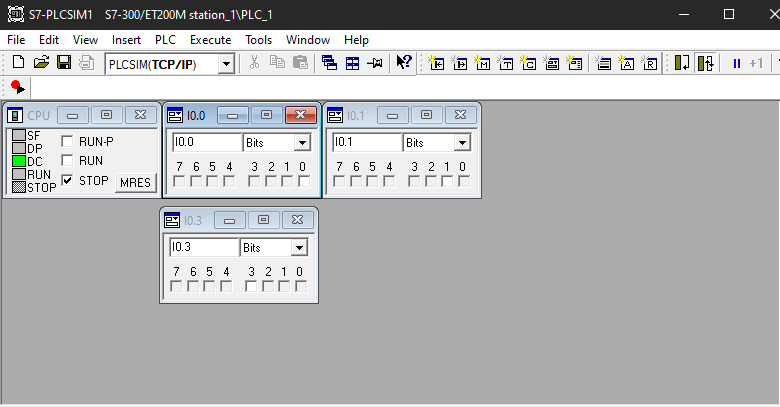 S7-PLCSIM1 S7-300/ET200M station_1\PLC_1
File Edit View Insert PLC Execute Tools Window Help
PLCSIM(TCP/IP)
+1
CPU
SF
DP
DC
RUN
STOP
RUN-P
RUN
STOP
MRES
I0.0
I0.0 Bits
7 6 5 4 3 2 1 0
I0.1
I0.1 Bits
7 6 5 4 3 2 1 0
I0.3
I0.3 Bits
7 6 5 4 3 2 1 0